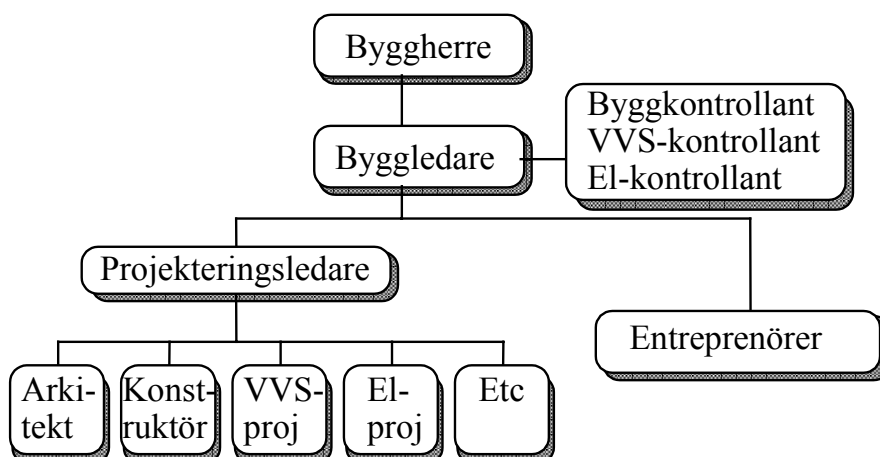 Byggherre
Byggledare
Byggkontrollant
VVS-kontrollant
El-kontrollant
Projekteringsledare
Entreprenörer
Arki-
tekt
Konst-
ruktör
VVS-
proj
El-
proj
Etc